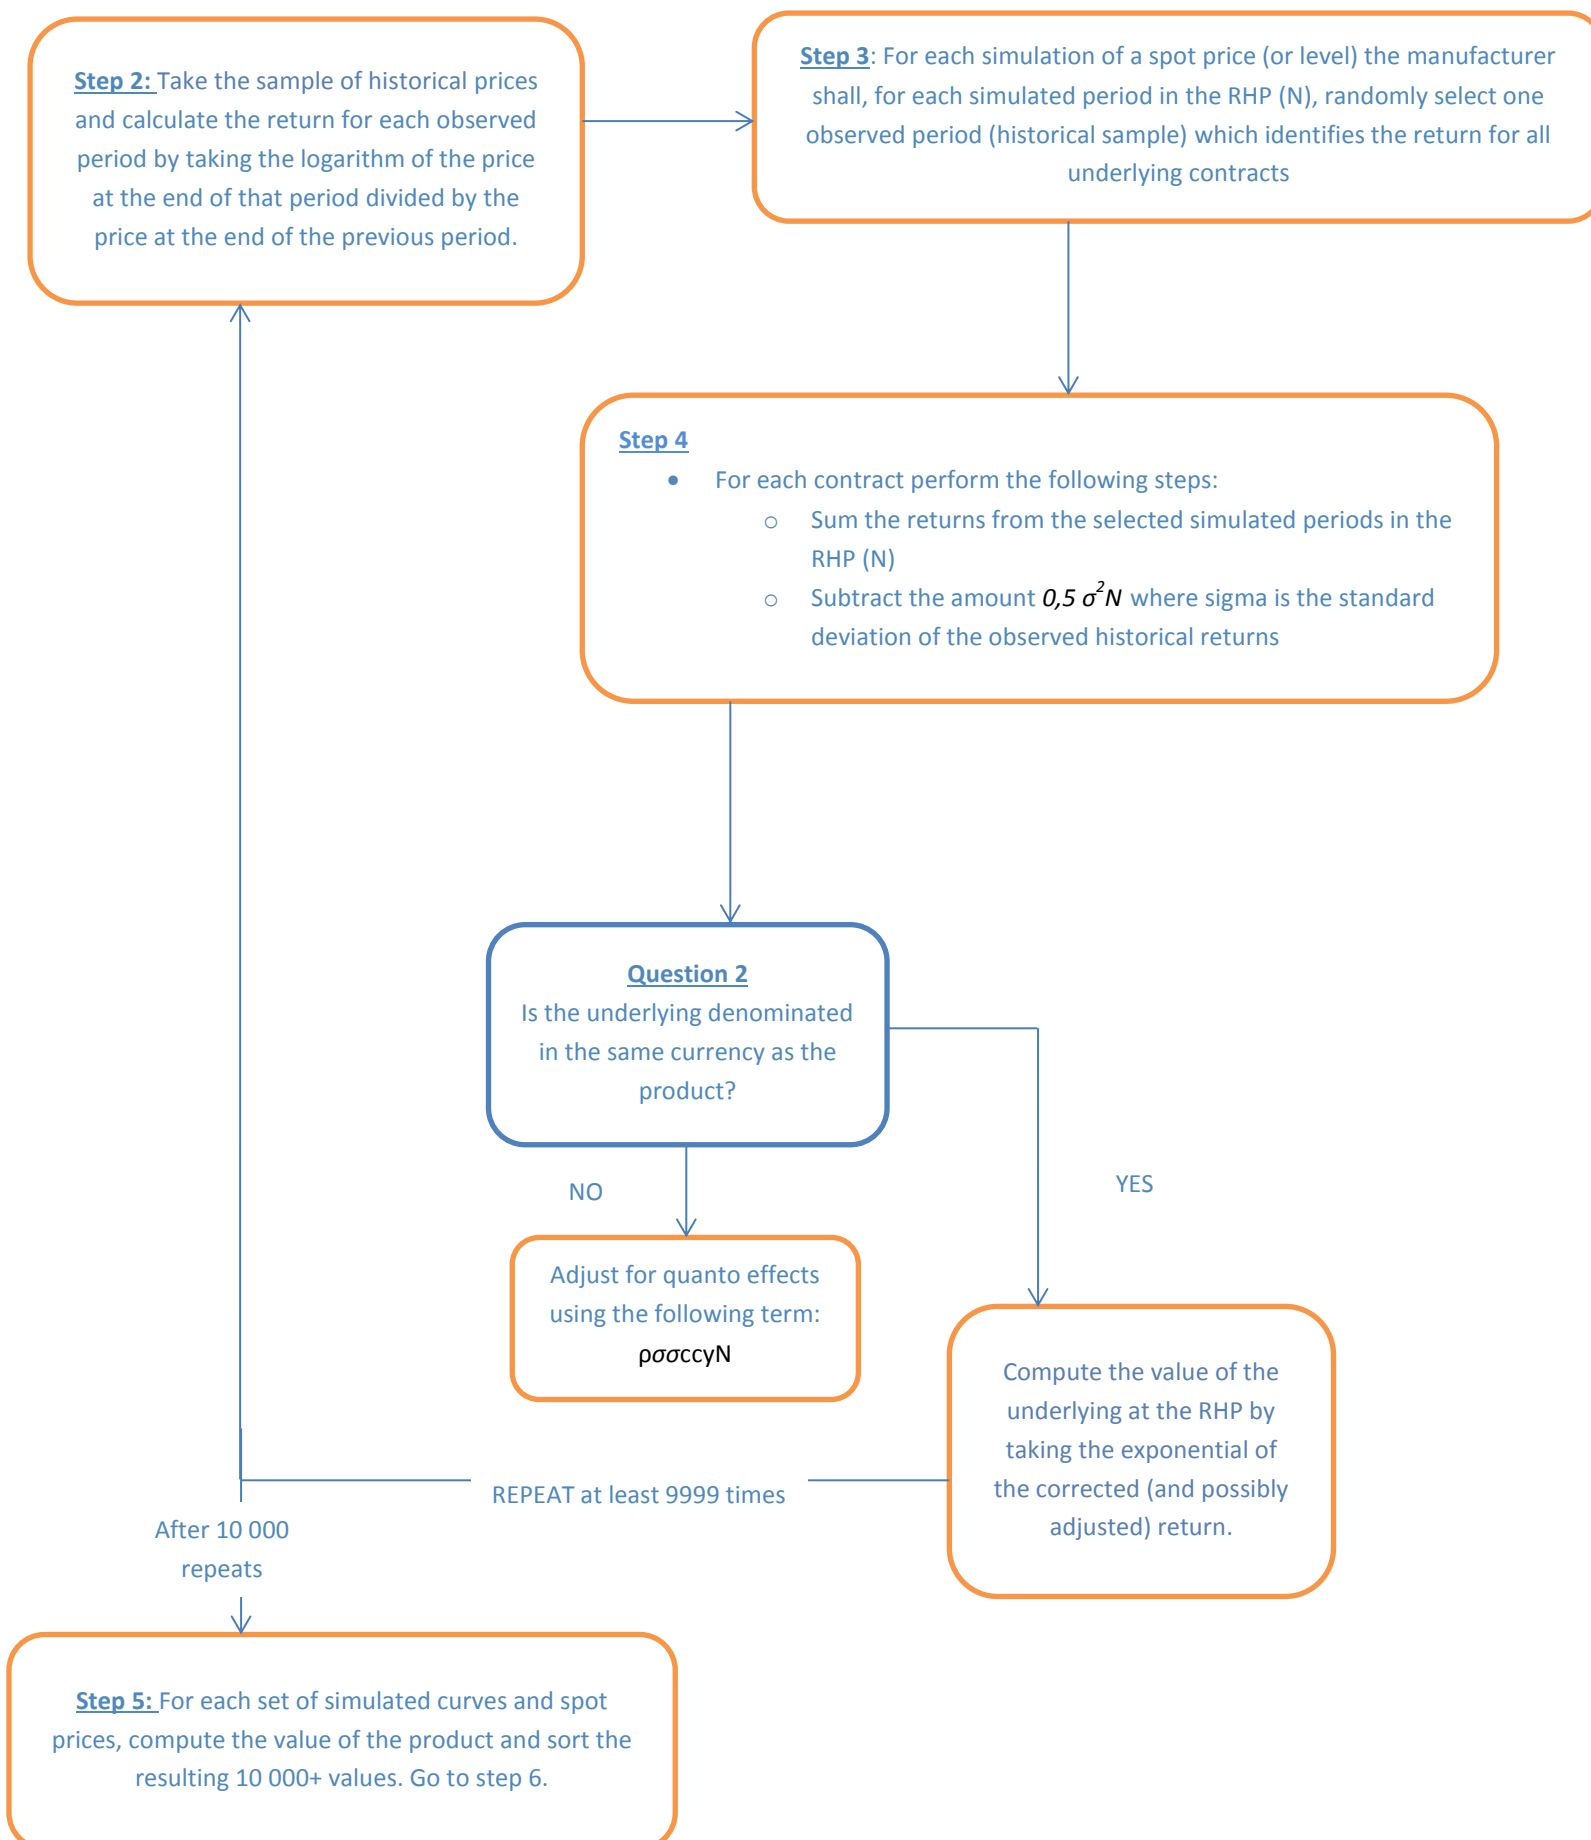 Step 2: Take the sample of historical prices
and calculate the return for each observed
period by taking the logarithm of the price
at the end of that period divided by the
price at the end of the previous period.
Step 3: For each simulation of a spot price (or level) the manufacturer
shall, for each simulated period in the RHP (N), randomly select one
observed period (historical sample) which identifies the return for all
underlying contracts
Step 4
• For each contract perform the following steps:
o Sum the returns from the selected simulated periods in the
RHP (N)
o Subtract the amount 0,5 σ²N where sigma is the standard
deviation of the observed historical returns
Question 2
Is the underlying denominated
in the same currency as the
product?
NO
YES
Adjust for quanto effects
using the following term:
ρσσccyN
Compute the value of the
underlying at the RHP by
taking the exponential of
the corrected (and possibly
adjusted) return.
REPEAT at least 9999 times
After 10 000
repeats
Step 5: For each set of simulated curves and spot
prices, compute the value of the product and sort the
resulting 10 000+ values. Go to step 6.